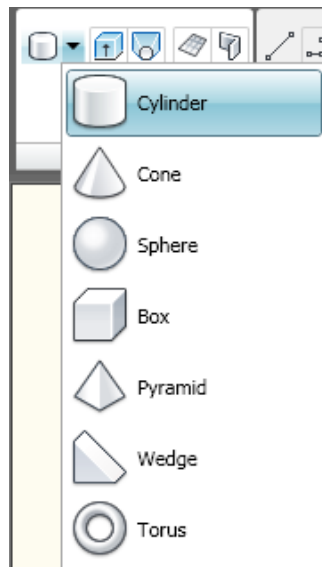 Cylinder
Cone
Sphere
Box
Pyramid
Wedge
Torus